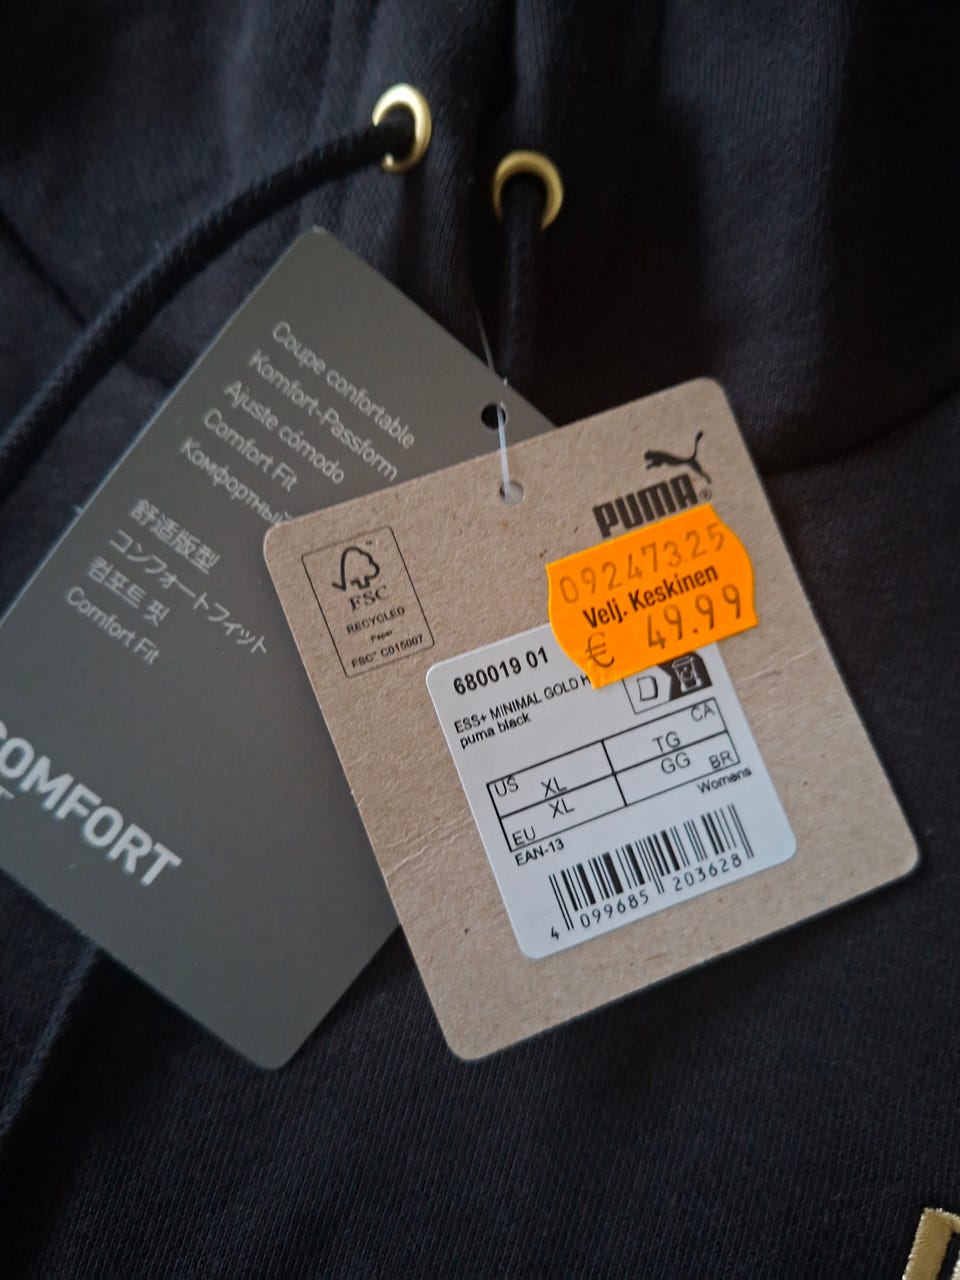 Coupe confortable
Komfort-Passform
Ajuste cómodo
Comfort Fit
Комфортный
舒适版型
コンフォートフィット
컴포트 핏
Comfort Fit
COMFORT
PUMA®
FSC
RECYCLED
Paper
FSC® C015007
09247325
Velj. Keskinen
€ 49.99
680019 01
ESS+ MINIMAL GOLD H
puma black
US XL TG CA
EU XL GG BR
EAN-13 Womens
4 099685 203628